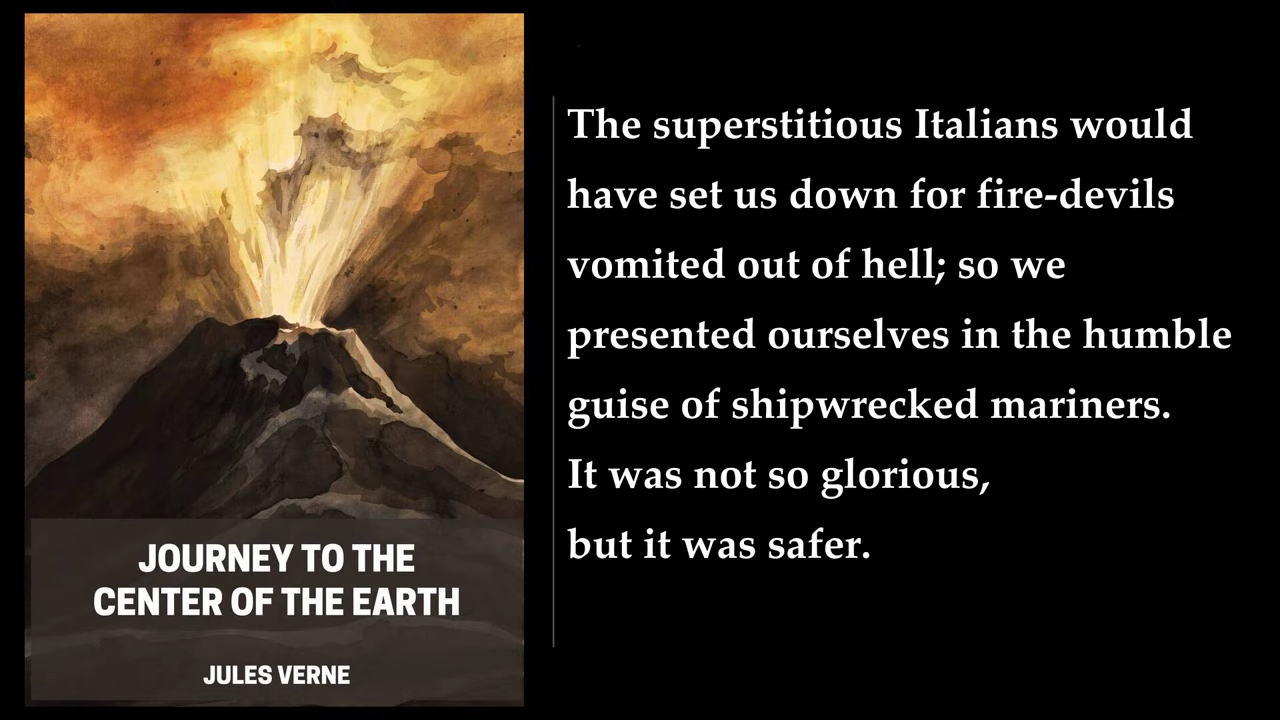 JOURNEY TO THE
CENTER OF THE EARTH
JULES VERNE
The superstitious Italians would
have set us down for fire-devils
vomited out of hell; so we
presented ourselves in the humble
guise of shipwrecked mariners.
It was not so glorious,
but it was safer.